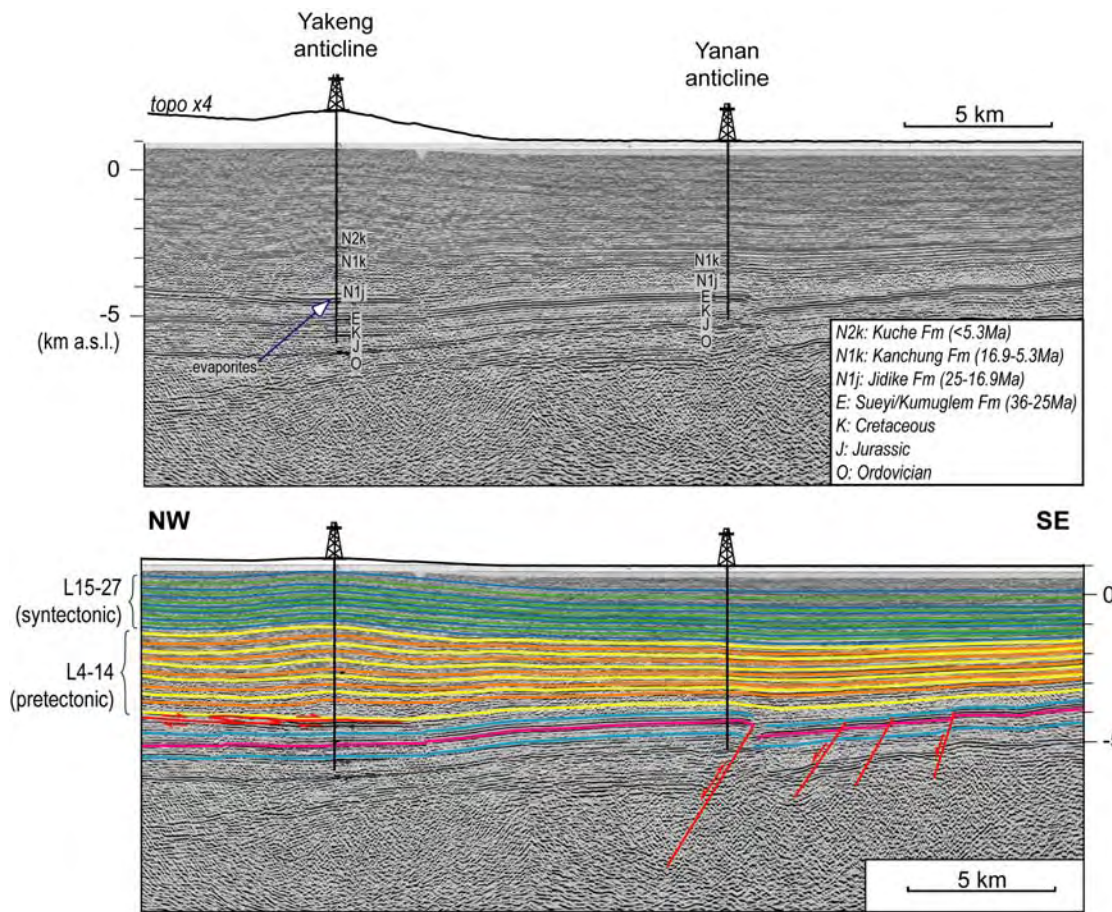 Yakeng
anticline
Yanan
anticline
topo x4
5 km
0
N2k
N1k
N1k
N1j
N1j
E
-5
K
E
J
(km a.s.l.)
K
O
J
evaporites
O
N2k: Kuche Fm (<5.3Ma)
N1k: Kanchung Fm (16.9-5.3Ma)
N1j: Jidike Fm (25-16.9Ma)
E: Sueyi/Kumuglem Fm (36-25Ma)
K: Cretaceous
J: Jurassic
O: Ordovician
NW
SE
L15-27
(syntectonic)
0
L4-14
(pretectonic)
-5
5 km